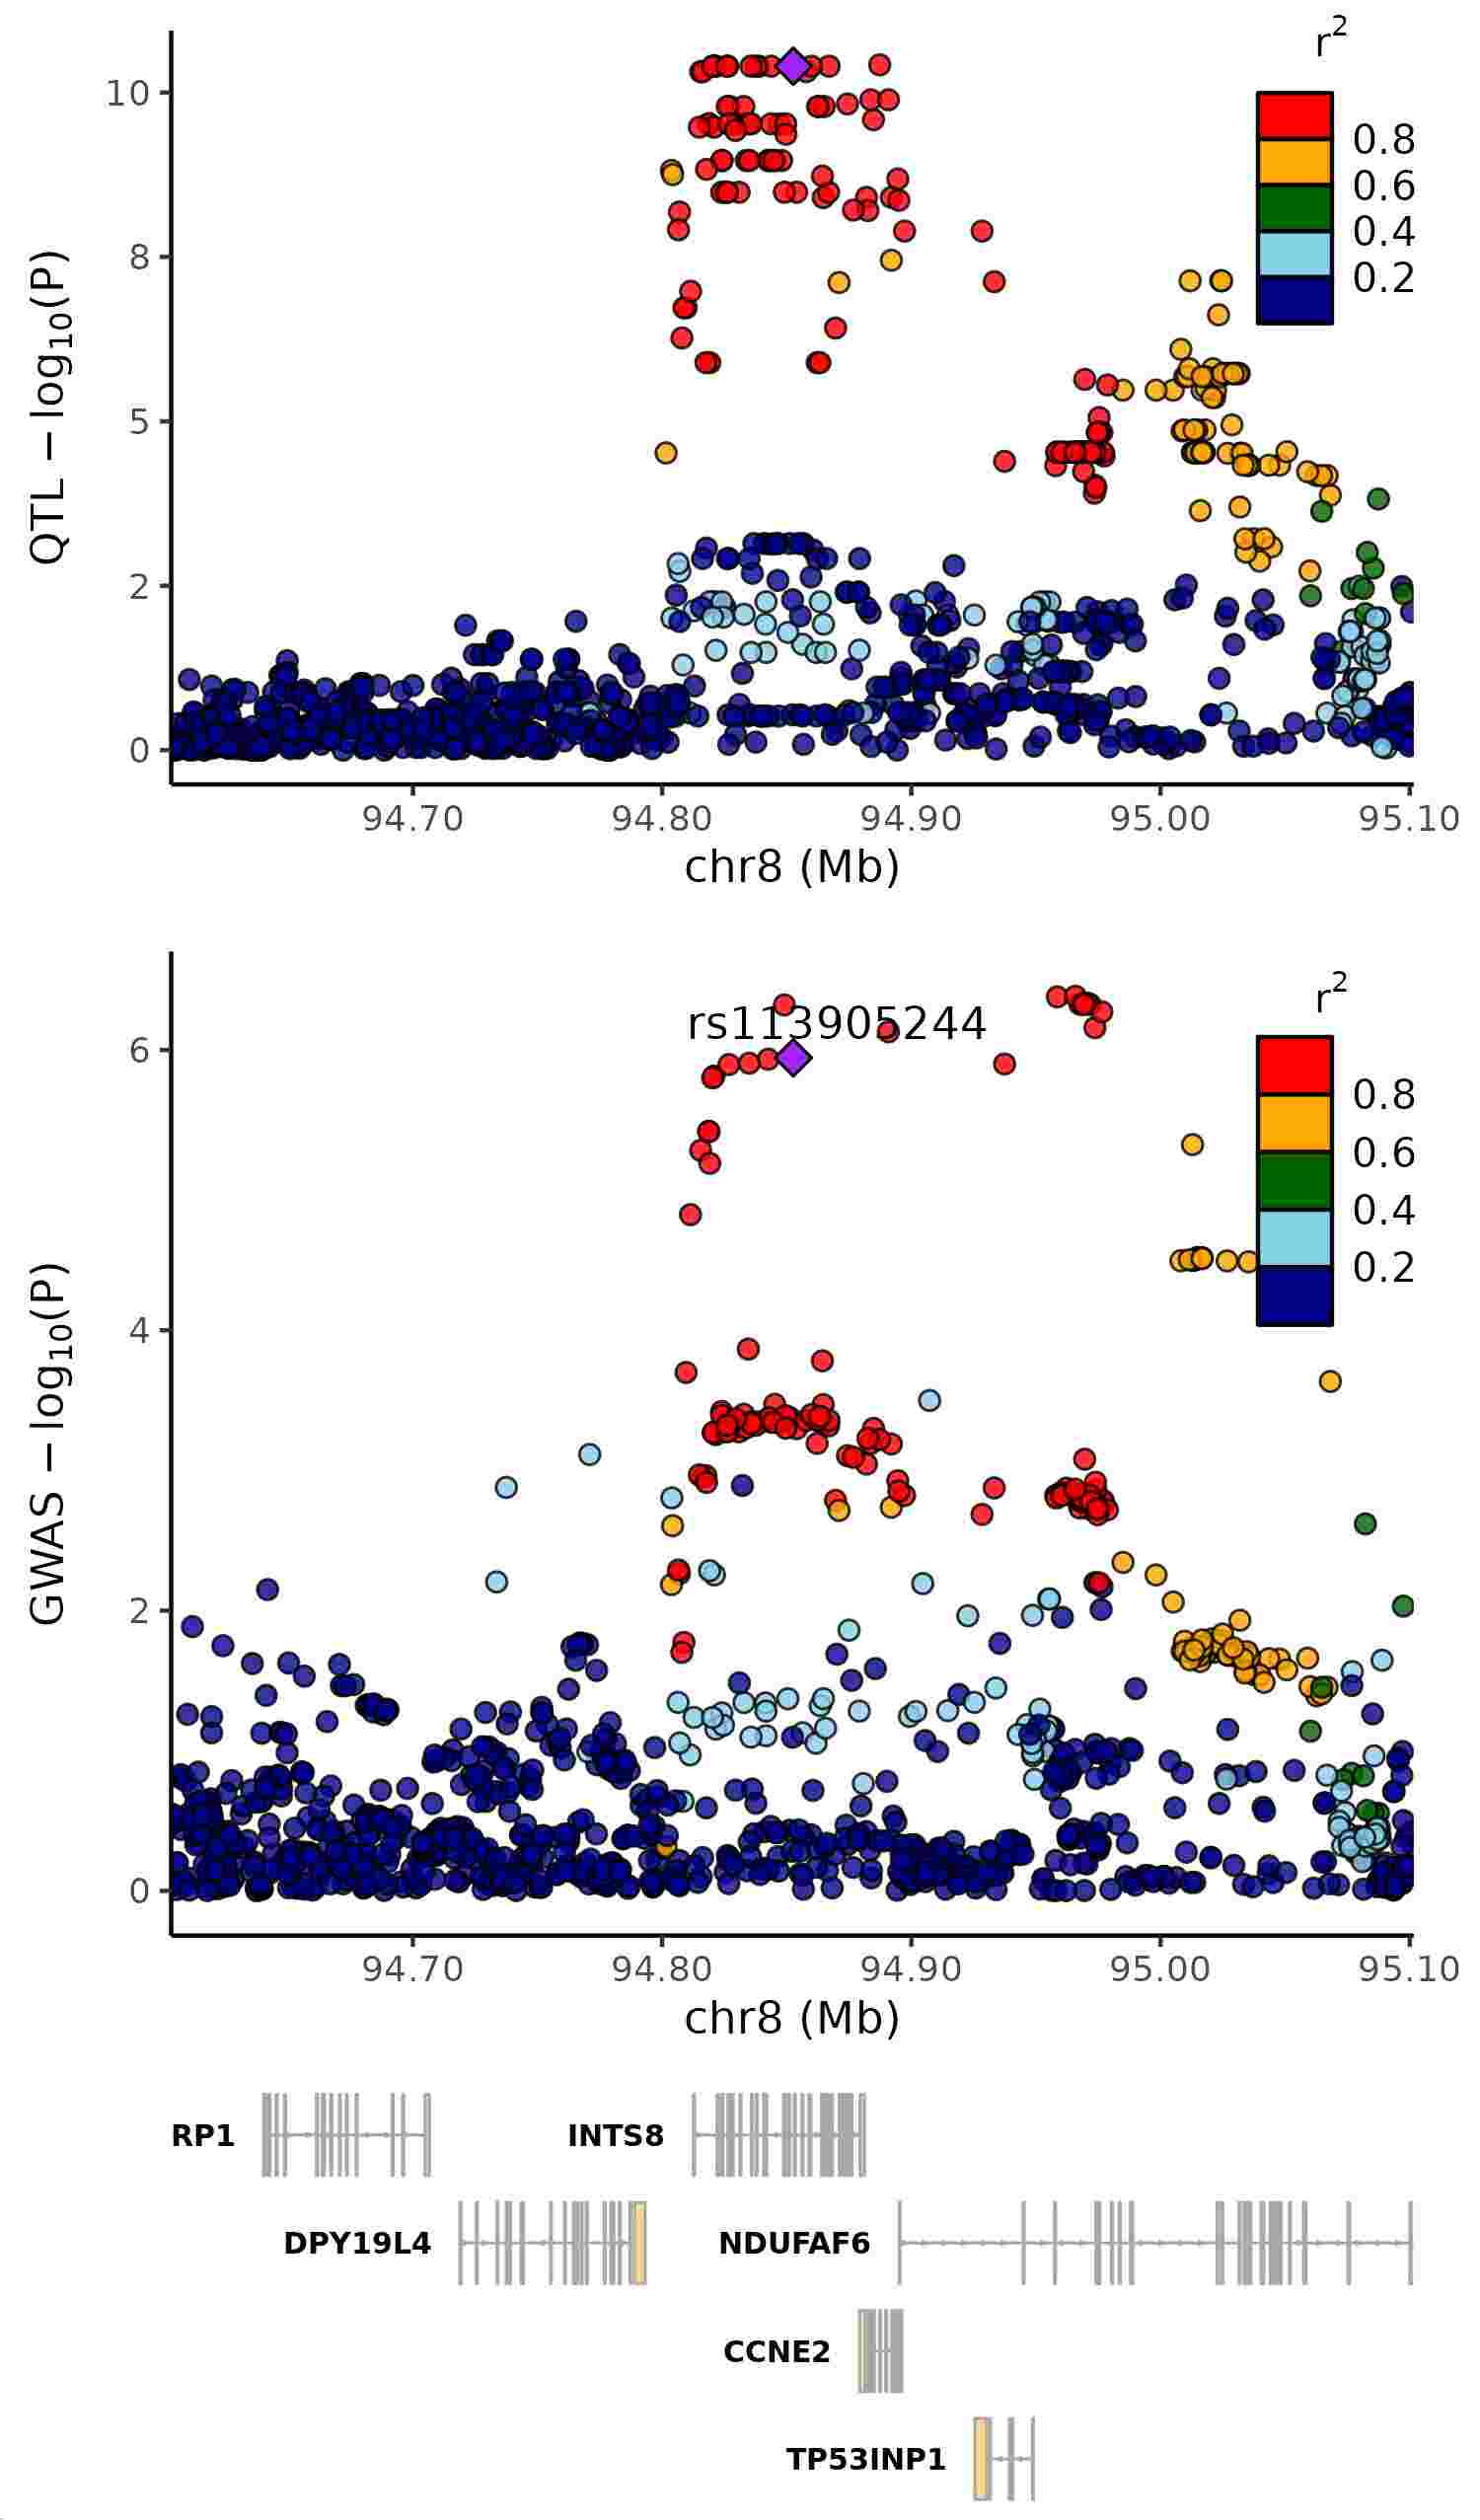 r²
10
8
5
2
0
0.8
0.6
0.4
0.2
QTL −log₁₀(P)
94.70 94.80 94.90 95.00 95.10
chr8 (Mb)
rs113905244
r²
6
4
2
0
0.8
0.6
0.4
0.2
GWAS −log₁₀(P)
94.70 94.80 94.90 95.00 95.10
chr8 (Mb)
RP1 INTS8
DPY19L4 NDUFAF6
CCNE2
TP53INP1